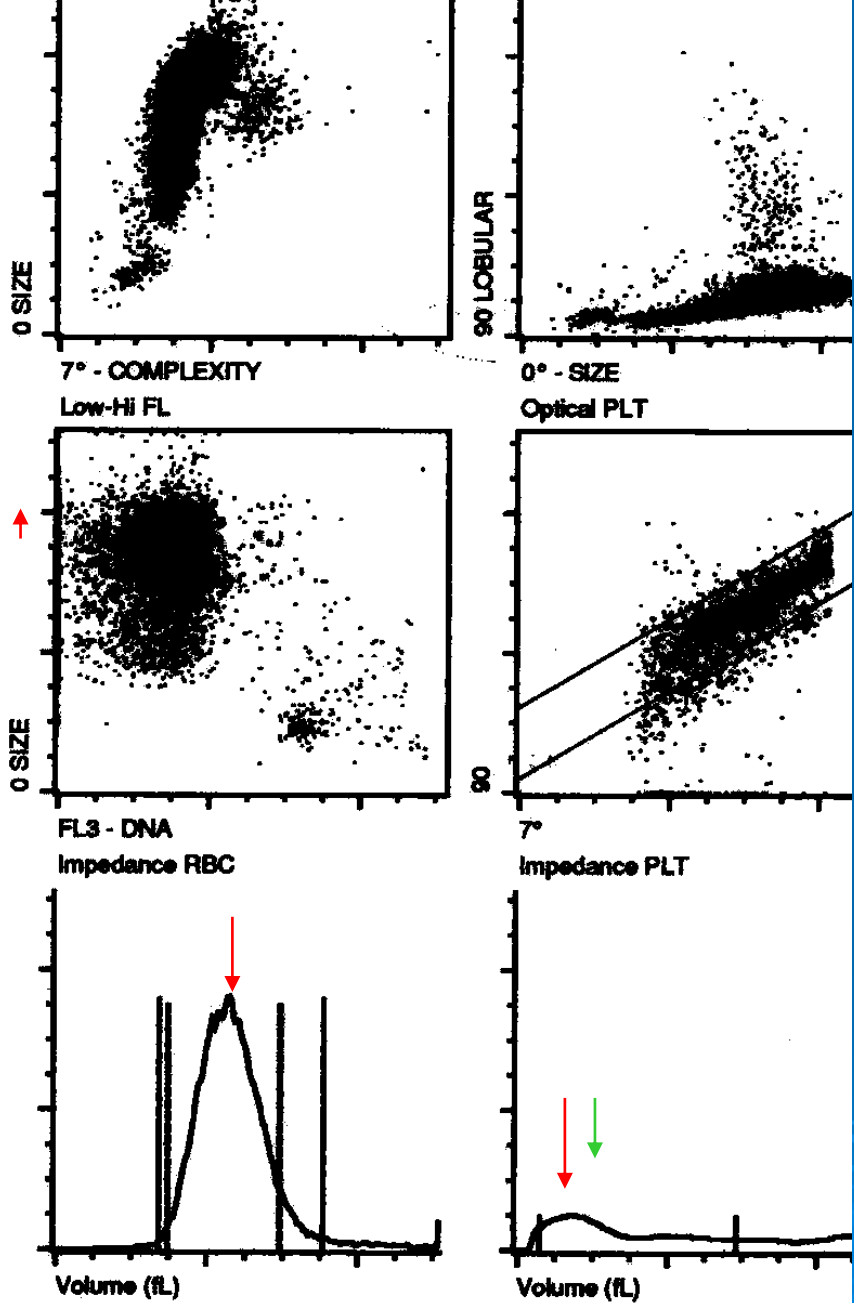 0 SIZE
7° - COMPLEXITY
90 LOBULAR
0° - SIZE
Low-Hi FL
Optical PLT
0 SIZE
FL3 - DNA
90
7°
Impedance RBC
Impedance PLT
Volume (fL)
Volume (fL)